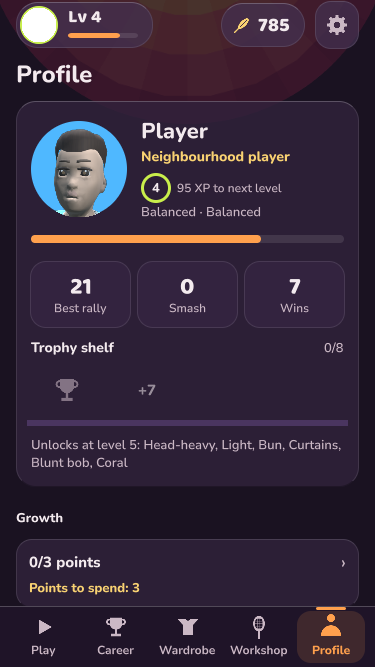 Lv 4
785
Profile
Player
Neighbourhood player
4
95 XP to next level
Balanced · Balanced
21
Best rally
0
Smash
7
Wins
Trophy shelf
0/8
+7
Unlocks at level 5: Head-heavy, Light, Bun, Curtains,
Blunt bob, Coral
Growth
0/3 points
›
Points to spend: 3
Play
Career
Wardrobe
Workshop
Profile